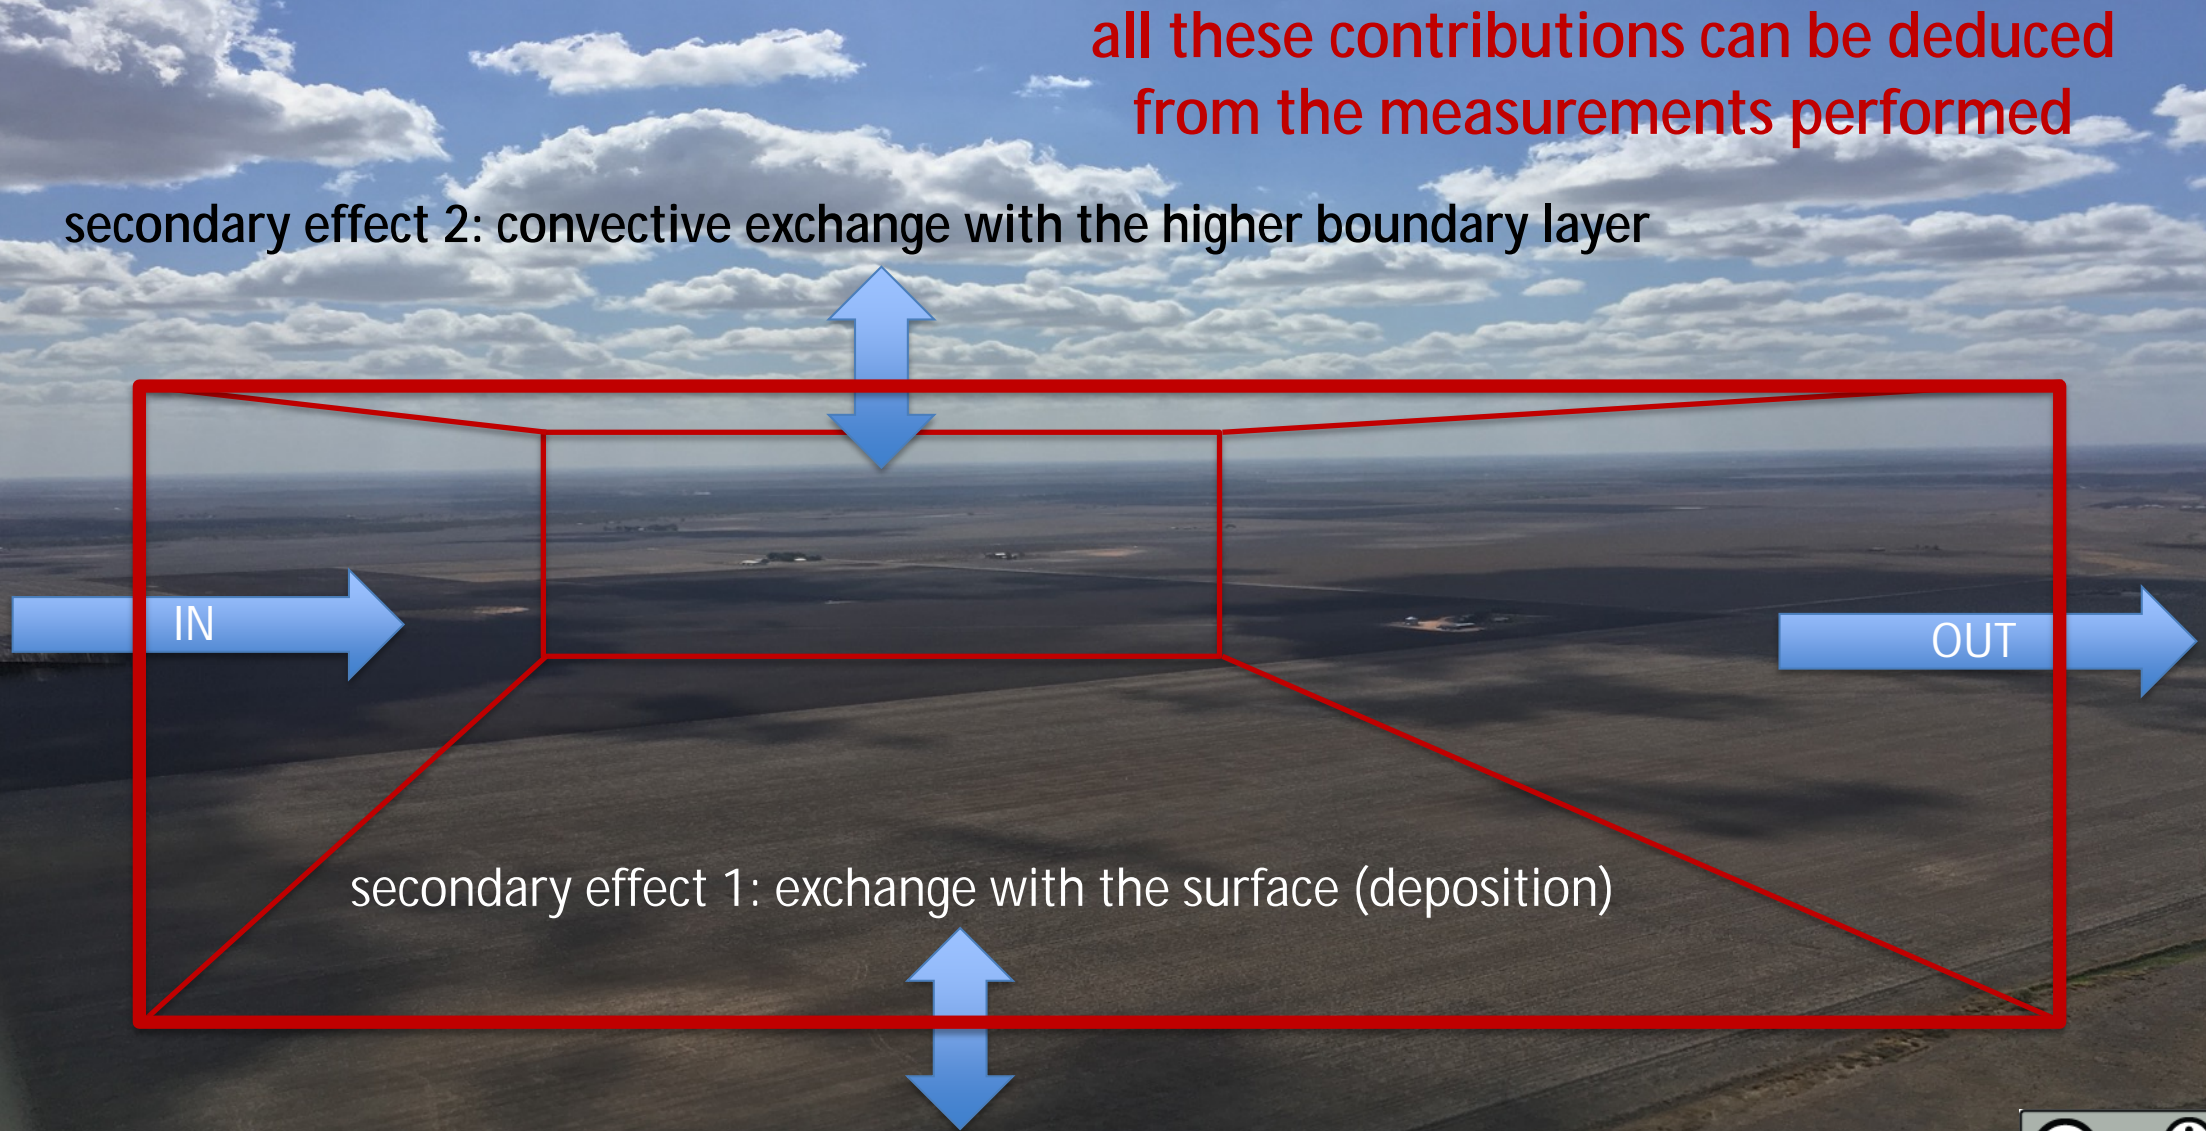 all these contributions can be deduced
from the measurements performed
secondary effect 2: convective exchange with the higher boundary layer
IN
OUT
secondary effect 1: exchange with the surface (deposition)